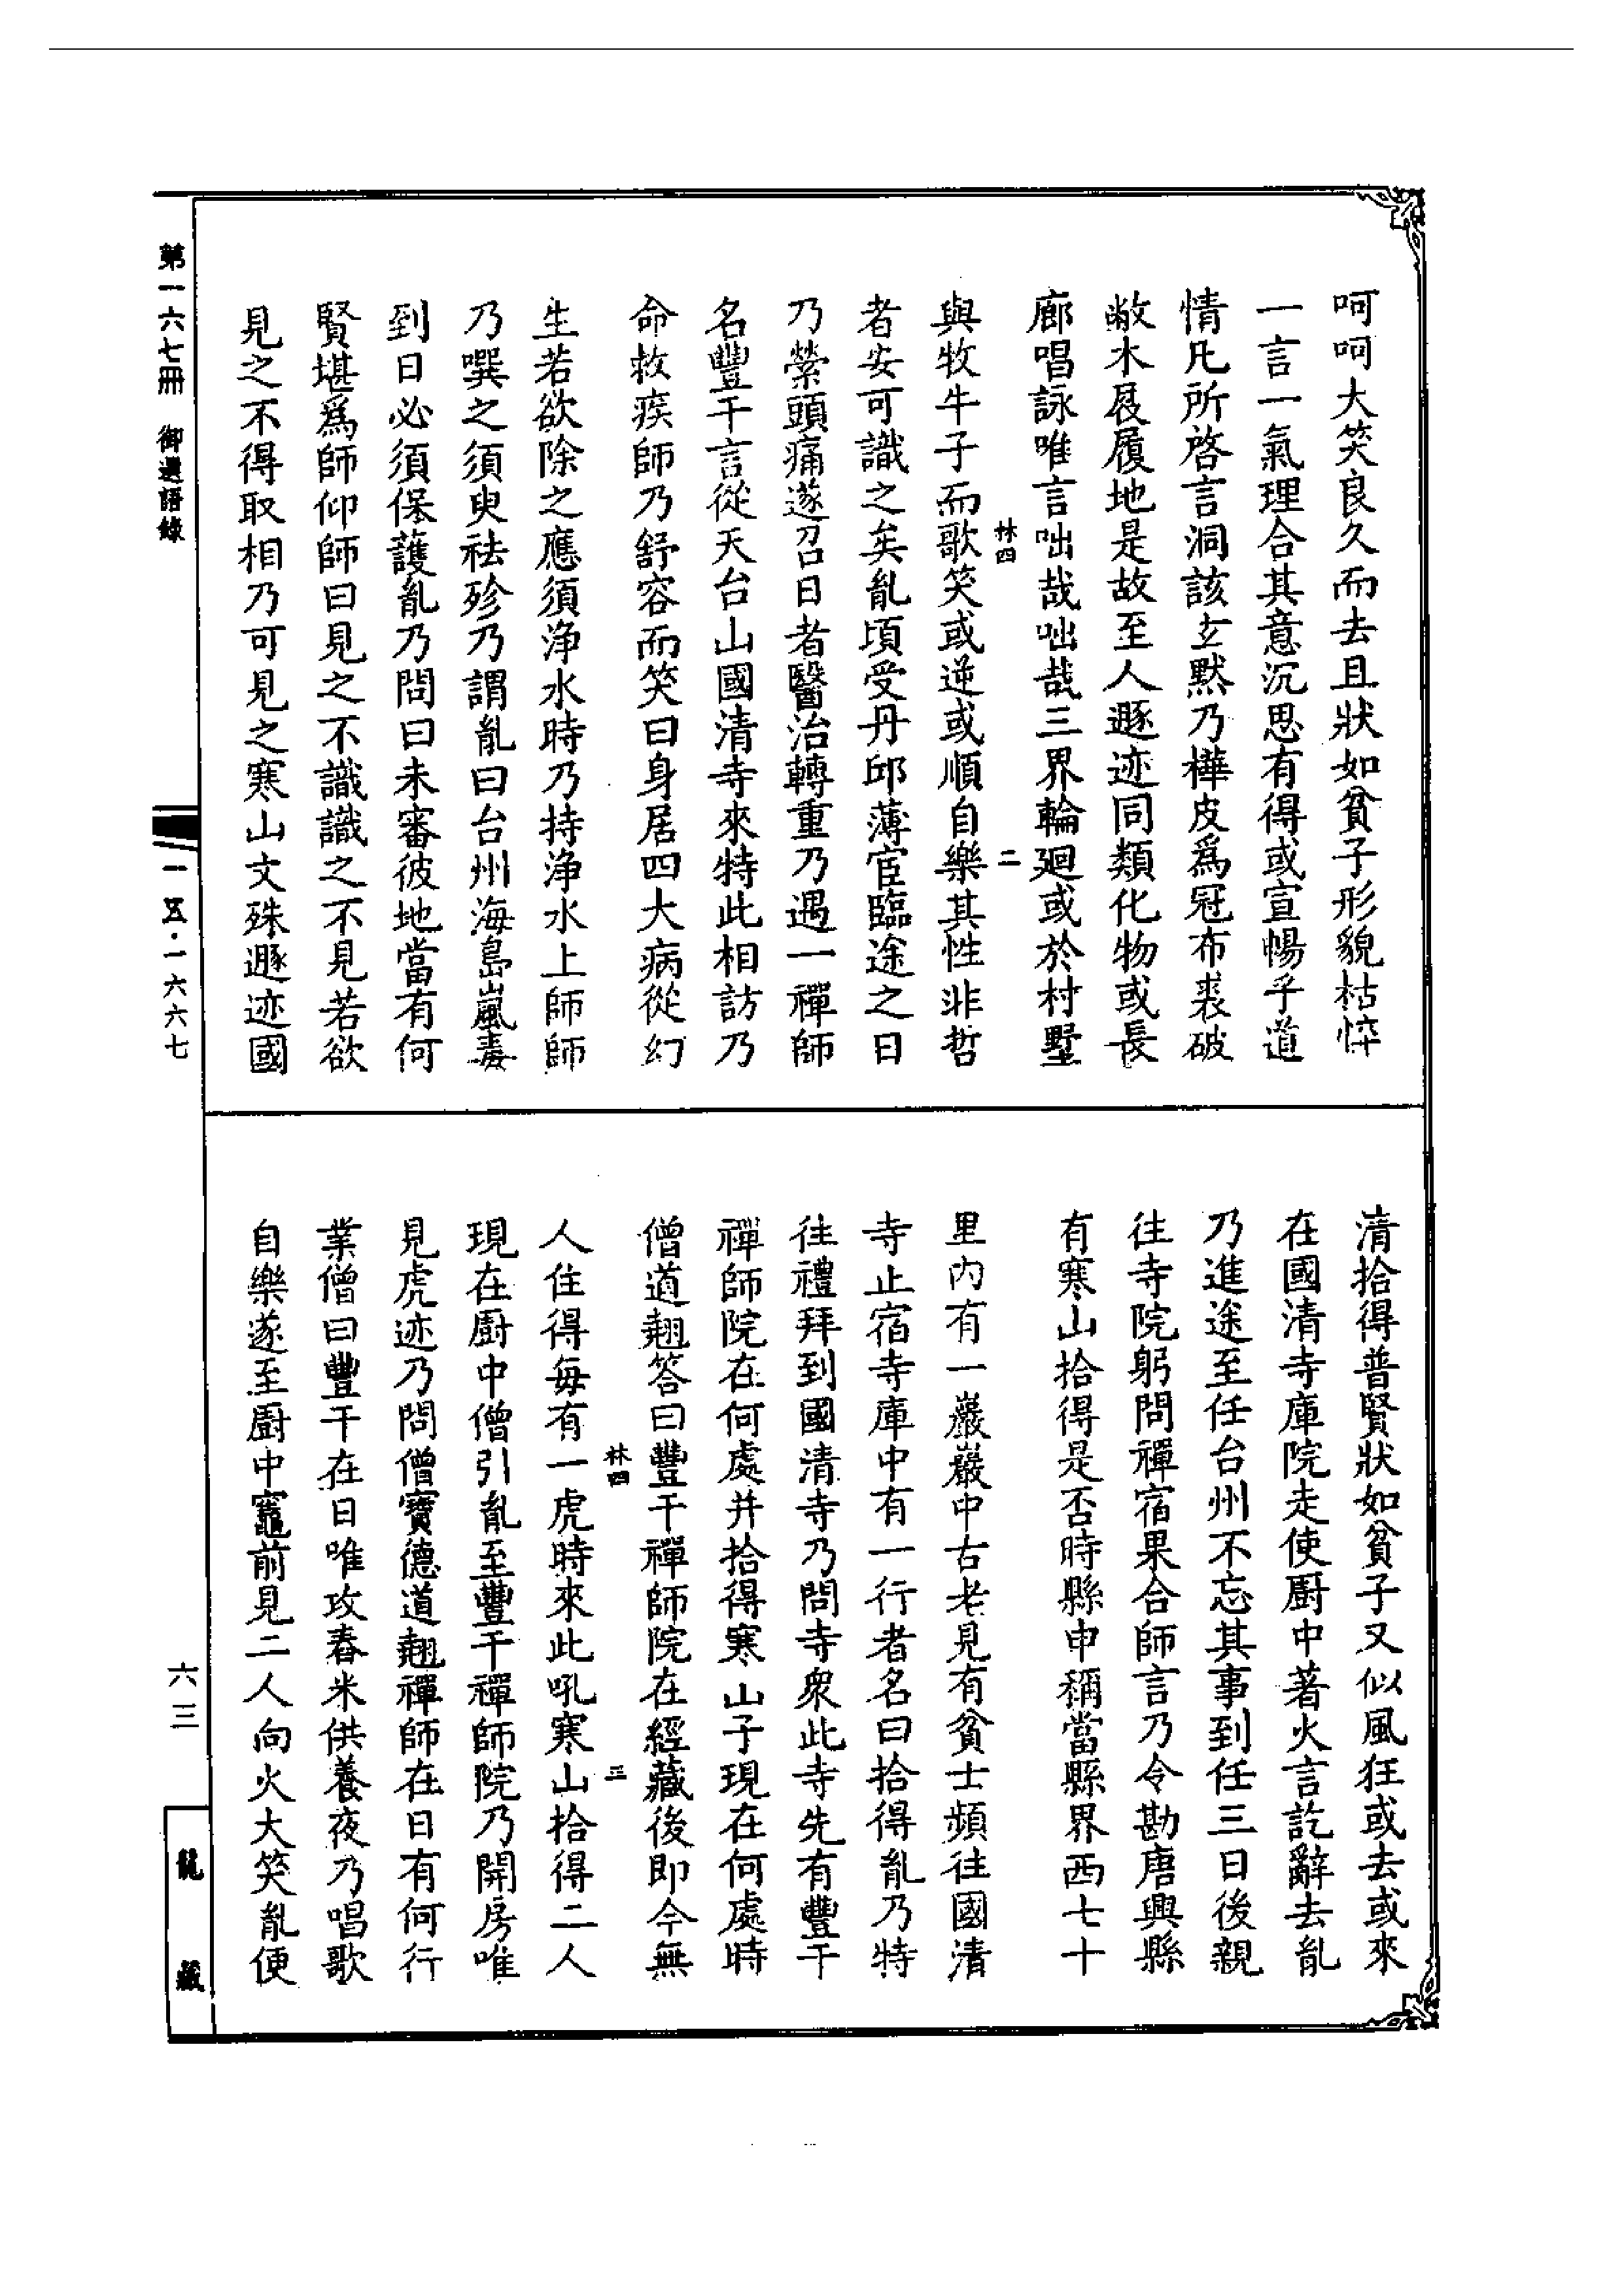 呵呵大笑良久而去且狀如貧子形貌枯悴
一言一氣理合其意沉思有得或宣暢乎道
情凡所啓言洞該玄默乃樺皮爲冠布裘破
敝木屐履地是故至人遯迹同類化物或長
廊唱詠唯言咄哉咄哉三界輪廻或於村墅
林四
二
與牧牛子而歌笑或逆或順自樂其性非哲
者安可識之矣胤頃受丹邱薄宦臨途之日
乃縈頭痛遂召日者醫治轉重乃遇一禪師
名豐干言從天台山國清寺來特此相訪乃
命救疾師乃舒容而笑曰身居四大病從幻
生若欲除之應須淨水時乃持淨水上師師
乃噀之須臾祛殄乃謂胤曰台州海島嵐毒
到日必須保護胤乃問曰未審彼地當有何
賢堪爲師仰師曰見之不識識之不見若欲
見之不得取相乃可見之寒山文殊遯迹國
清拾得普賢狀如貧子又似風狂或去或來
在國清寺庫院走使厨中著火言訖辭去胤
乃進途至任台州不忘其事到任三日後親
往寺院躬問禪宿果合師言乃令勘唐興縣
有寒山拾得是否時縣申稱當縣界西七十
里內有一巖巖中古老見有貧士頻往國清
寺止宿寺庫中有一行者名曰拾得胤乃特
往禮拜到國清寺乃問寺衆此寺先有豐干
禪師院在何處并拾得寒山子現在何處時
僧道翹答曰豐干禪師院在經藏後即今無
林四
三
人住得每有一虎時來此吼寒山拾得二人
現在厨中僧引胤至豐干禪師院乃開房唯
見虎迹乃問僧寶德道翹禪師在日有何行
業僧曰豐干在日唯攻舂米供養夜乃唱歌
自樂遂至厨中竈前見二人向火大笑胤便
第一六七冊 御選語錄
一五·一六六七
六三
龍藏